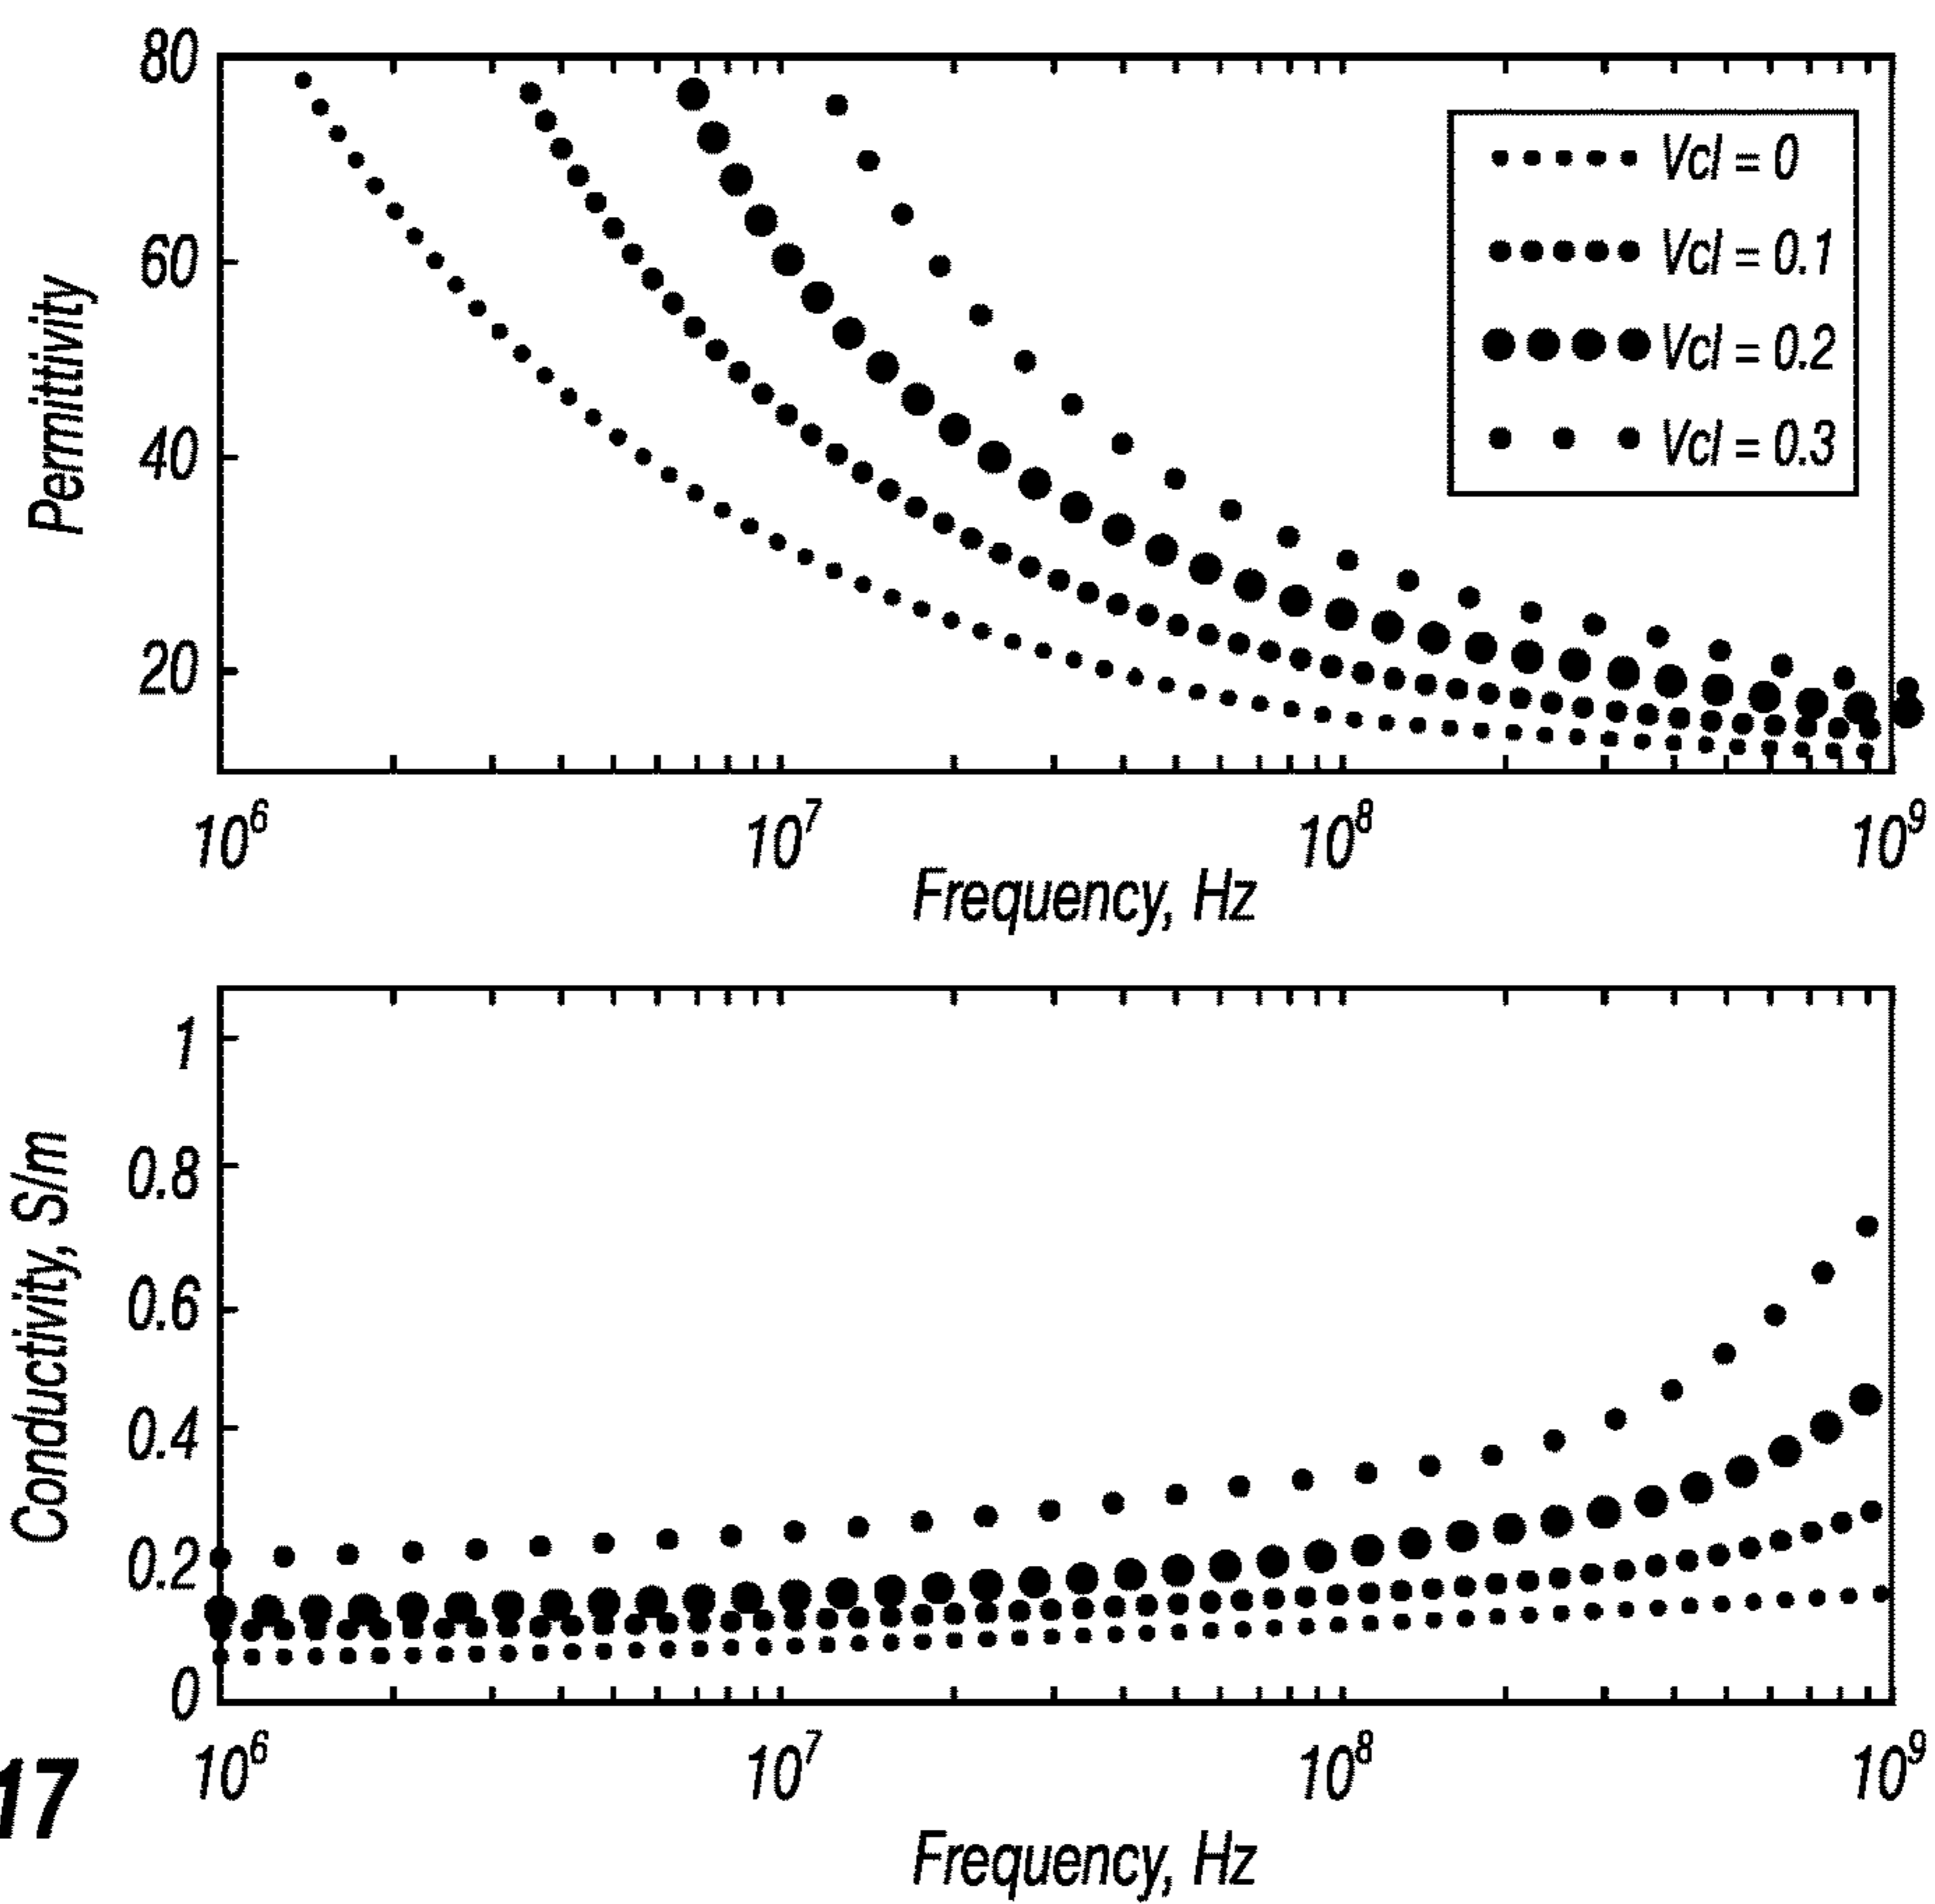 80
60
40
20
Permittivity
Vcl = 0
Vcl = 0.1
Vcl = 0.2
Vcl = 0.3
10^6
10^7
10^8
10^9
Frequency, Hz
1
0.8
0.6
0.4
0.2
0
Conductivity, S/m
10^6
10^7
10^8
10^9
Frequency, Hz
17